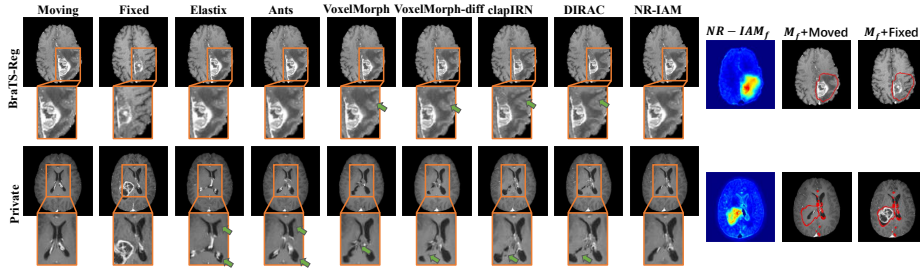 Moving Fixed Elastix Ants VoxelMorph VoxelMorph-diff clapIRN DIRAC NR-IAM NR − IAM_f M_f+Moved M_f+Fixed
BraTS-Reg
Private